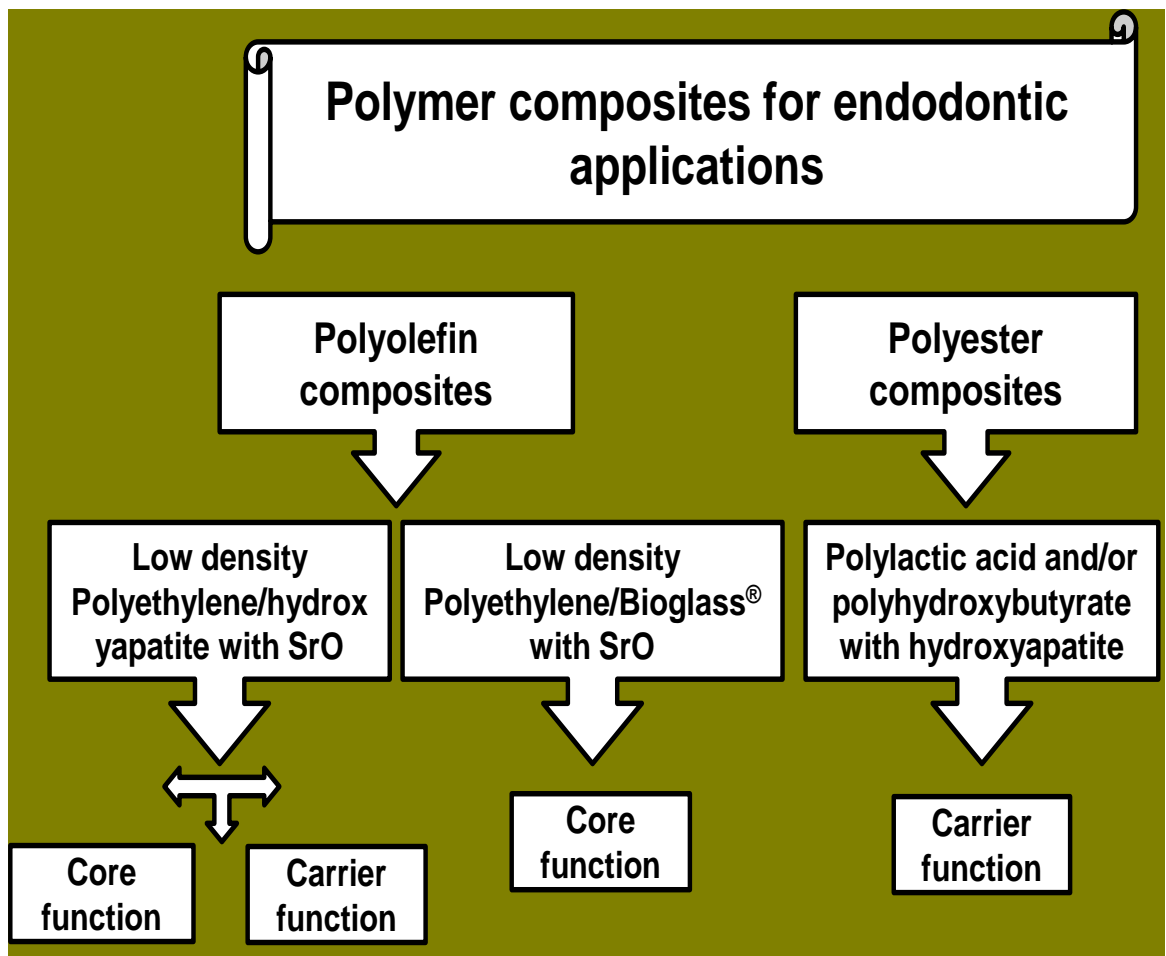 Polymer composites for endodontic
applications
Polyolefin
composites
Polyester
composites
Low density
Polyethylene/hydrox
yapatite with SrO
Low density
Polyethylene/Bioglass®
with SrO
Polylactic acid and/or
polyhydroxybutyrate
with hydroxyapatite
Core
function
Carrier
function
Core
function
Carrier
function